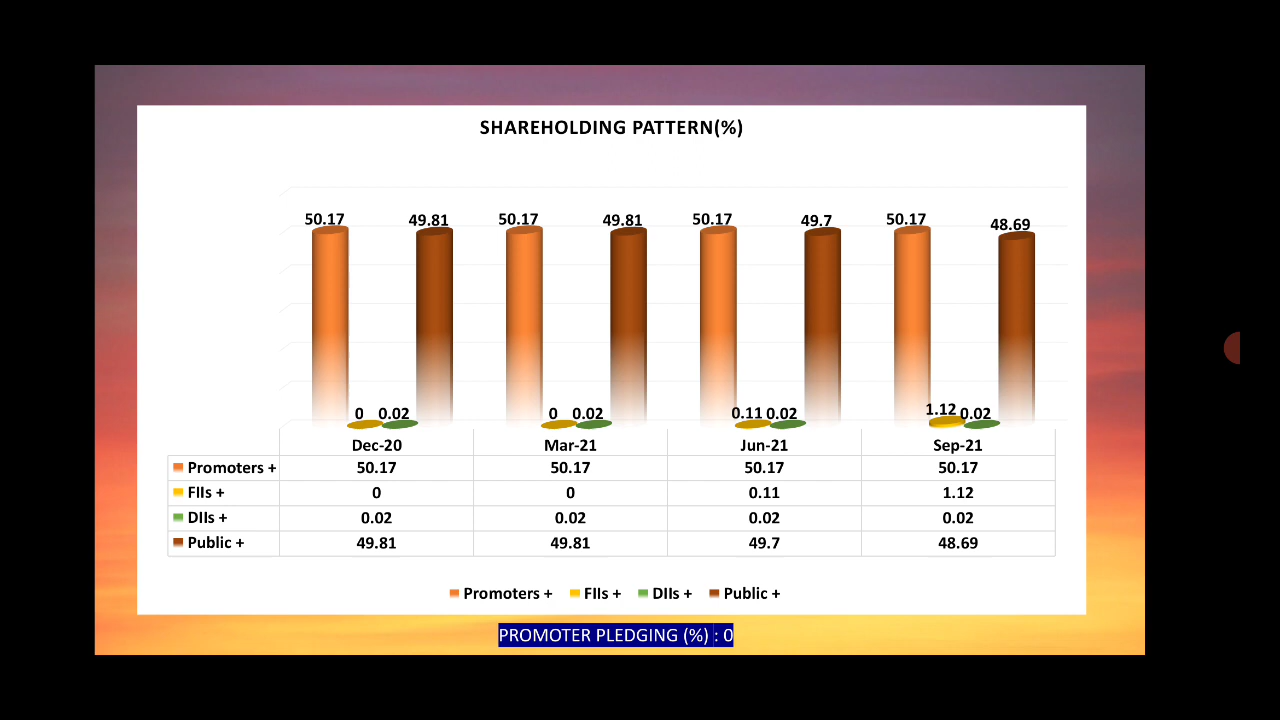 SHAREHOLDING PATTERN(%)
50.17 49.81 50.17 49.81 50.17 49.7 50.17 48.69
0 0.02 0 0.02 0.11 0.02 1.12 0.02
Dec-20 Mar-21 Jun-21 Sep-21
Promoters + 50.17 50.17 50.17 50.17
FIIs + 0 0 0.11 1.12
DIIs + 0.02 0.02 0.02 0.02
Public + 49.81 49.81 49.7 48.69
Promoters + FIIs + DIIs + Public +
PROMOTER PLEDGING (%) : 0